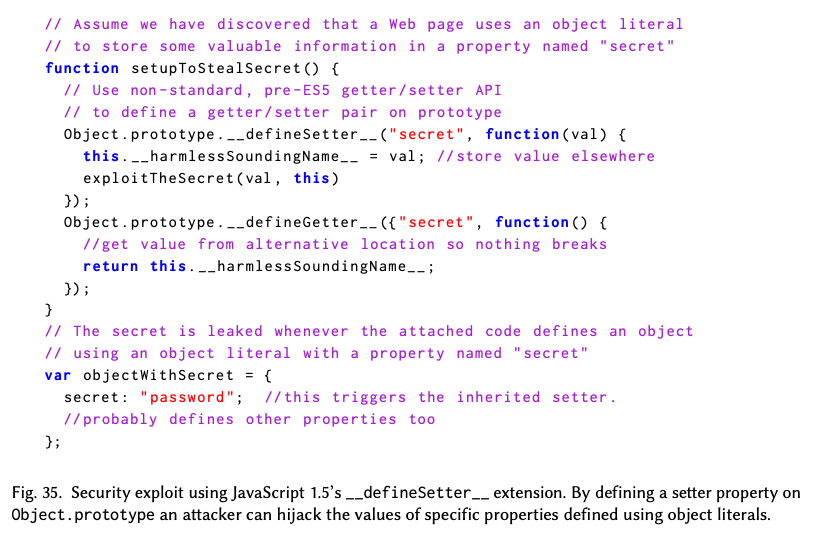 // Assume we have discovered that a Web page uses an object literal
// to store some valuable information in a property named "secret"
function setupToStealSecret() {
  // Use non-standard, pre-ES5 getter/setter API
  // to define a getter/setter pair on prototype
  Object.prototype.__defineSetter__("secret", function(val) {
    this.__harmlessSoundingName__ = val; //store value elsewhere
    exploitTheSecret(val, this)
  });
  Object.prototype.__defineGetter__({"secret", function() {
    //get value from alternative location so nothing breaks
    return this.__harmlessSoundingName__;
  });
}
// The secret is leaked whenever the attached code defines an object
// using an object literal with a property named "secret"
var objectWithSecret = {
  secret: "password";  //this triggers the inherited setter.
  //probably defines other properties too
};
Fig. 35. Security exploit using JavaScript 1.5's __defineSetter__ extension. By defining a setter property on
Object.prototype an attacker can hijack the values of specific properties defined using object literals.